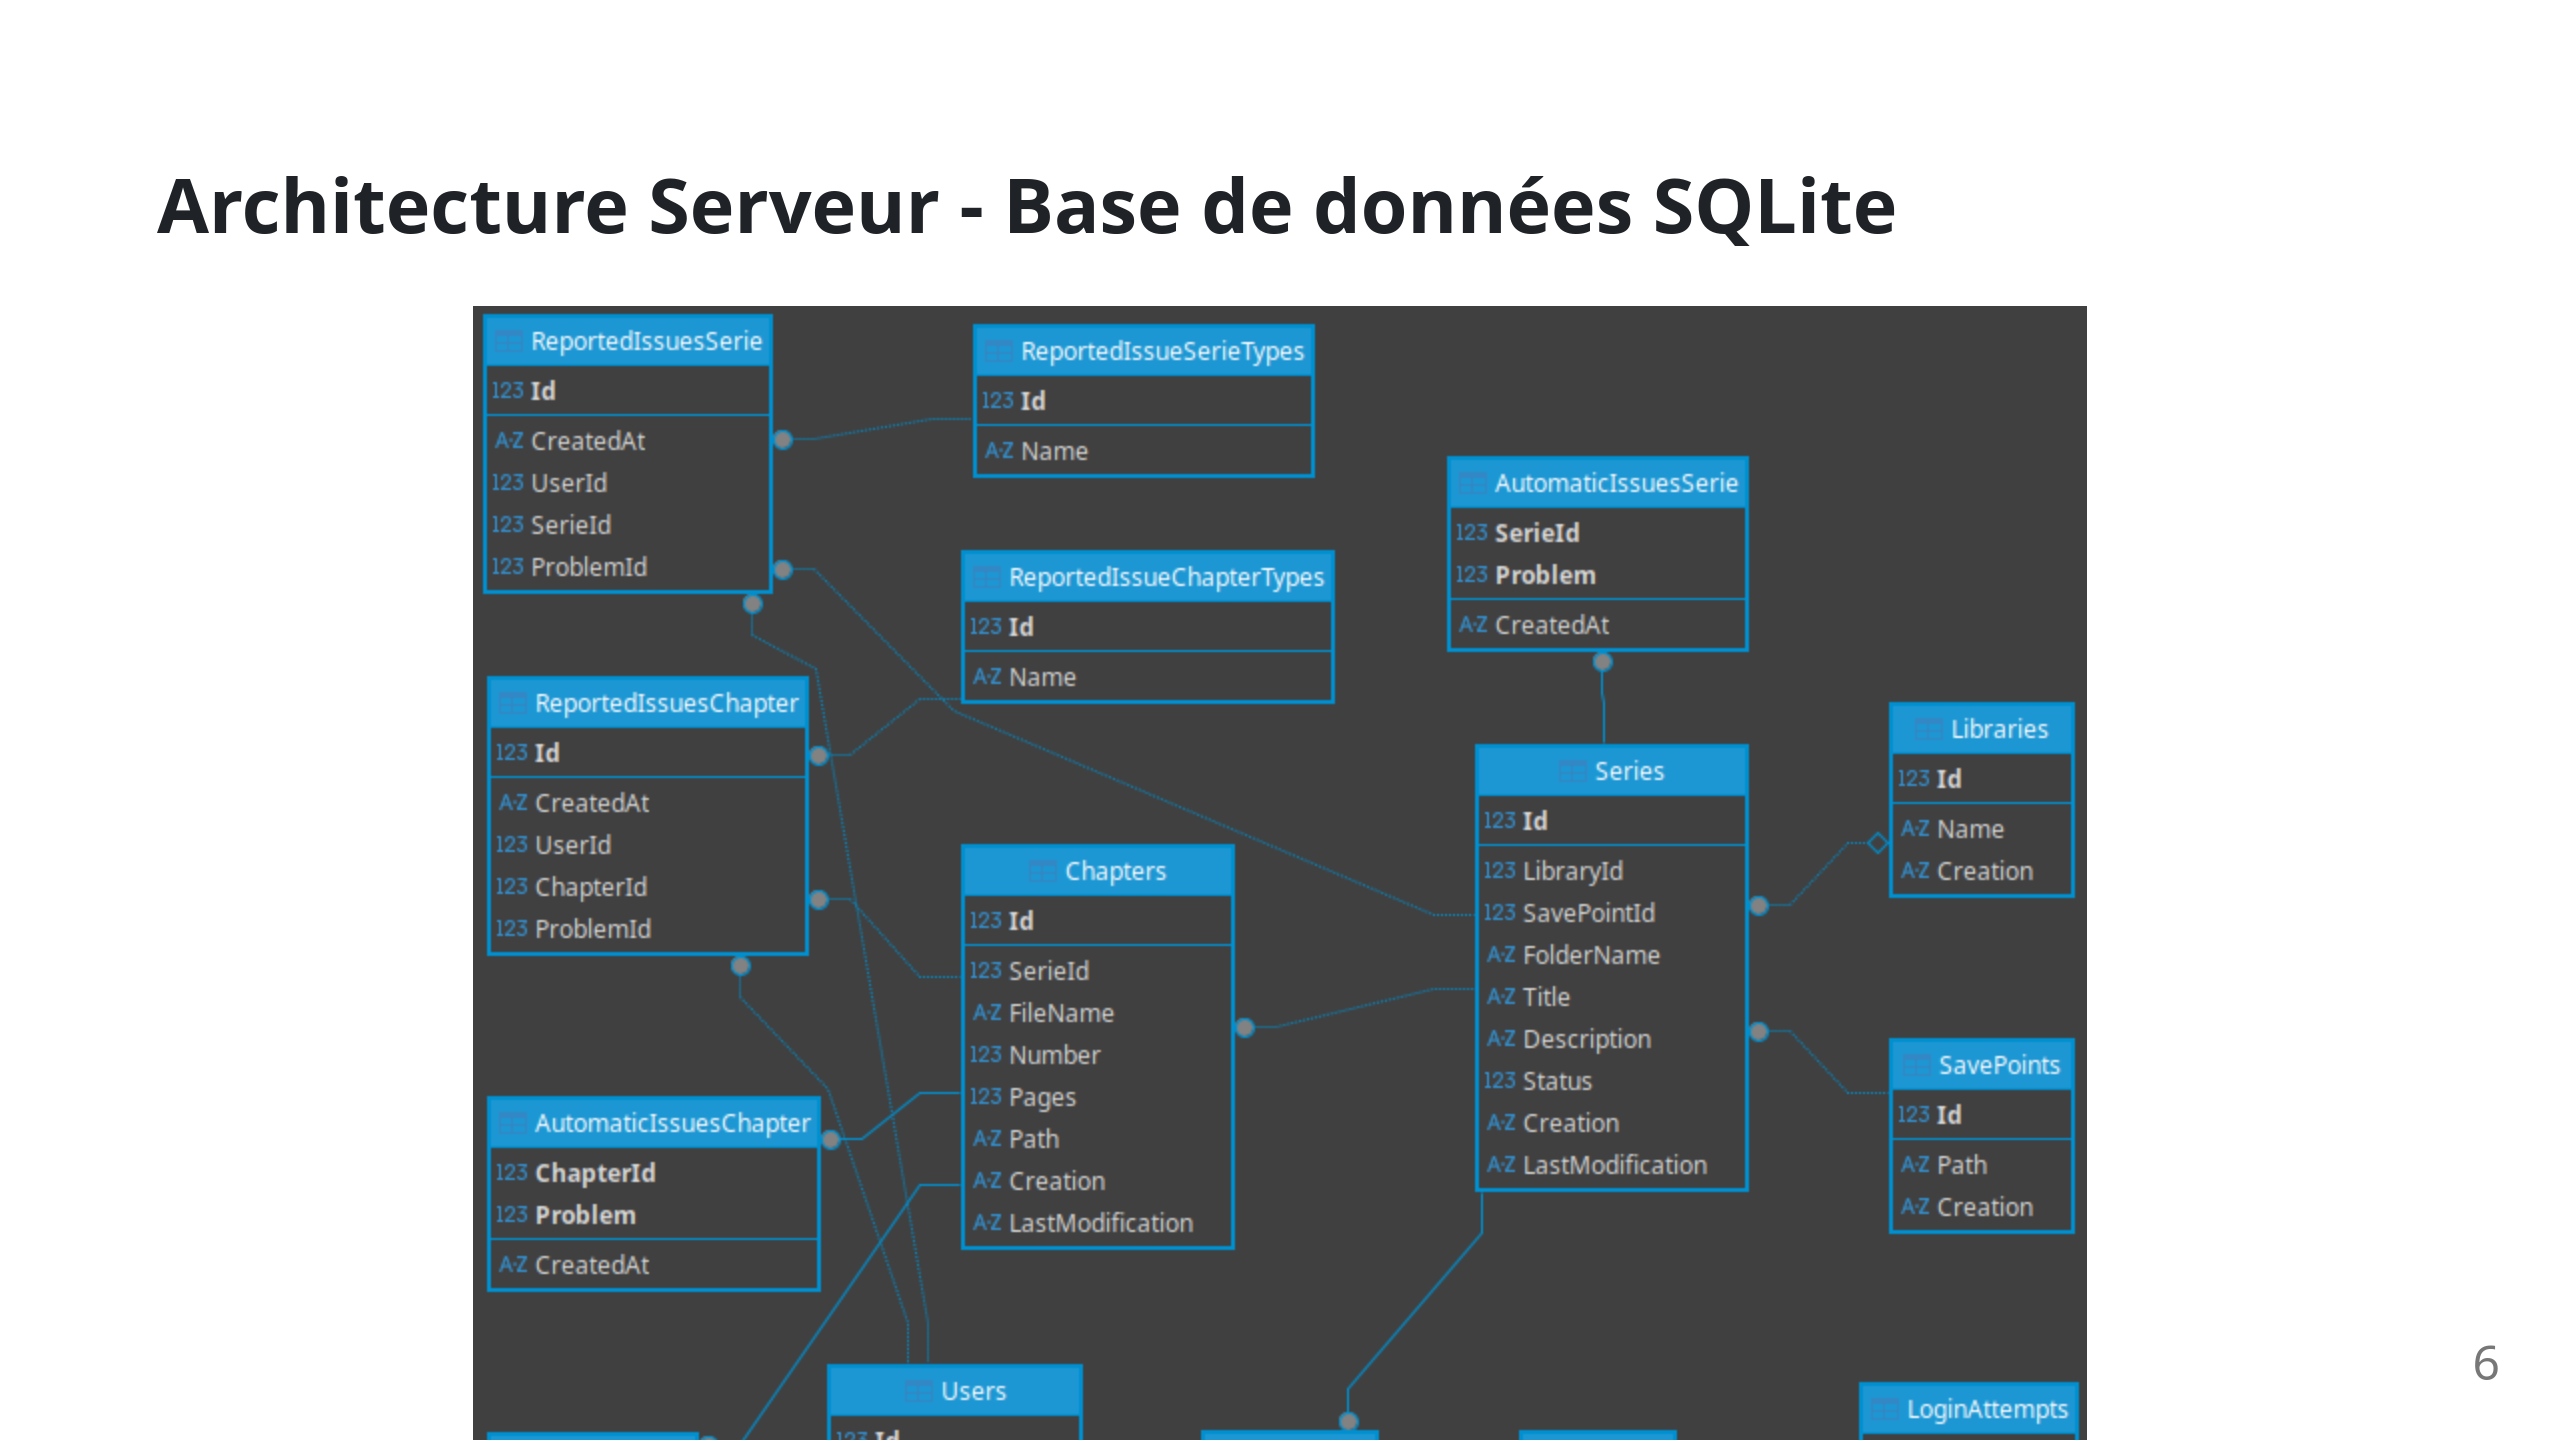 Architecture Serveur - Base de données SQLite
ReportedIssuesSerie
123 Id
A-Z CreatedAt
123 UserId
123 SerieId
123 ProblemId
ReportedIssueSerieTypes
123 Id
A-Z Name
AutomaticIssuesSerie
123 SerieId
123 Problem
A-Z CreatedAt
ReportedIssueChapterTypes
123 Id
A-Z Name
ReportedIssuesChapter
123 Id
A-Z CreatedAt
123 UserId
123 ChapterId
123 ProblemId
Libraries
123 Id
A-Z Name
A-Z Creation
Series
123 Id
123 LibraryId
123 SavePointId
A-Z FolderName
A-Z Title
A-Z Description
123 Status
A-Z Creation
A-Z LastModification
Chapters
123 Id
123 SerieId
A-Z FileName
123 Number
123 Pages
A-Z Path
A-Z Creation
A-Z LastModification
SavePoints
123 Id
A-Z Path
A-Z Creation
AutomaticIssuesChapter
123 ChapterId
123 Problem
A-Z CreatedAt
Users
123 Id
LoginAttempts
6